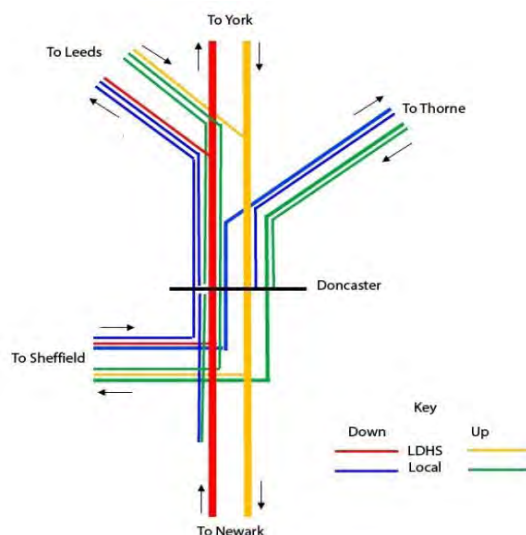 To York
To Leeds
To Thorne
Doncaster
To Sheffield
Key
Down Up
LDHS
Local
To Newark